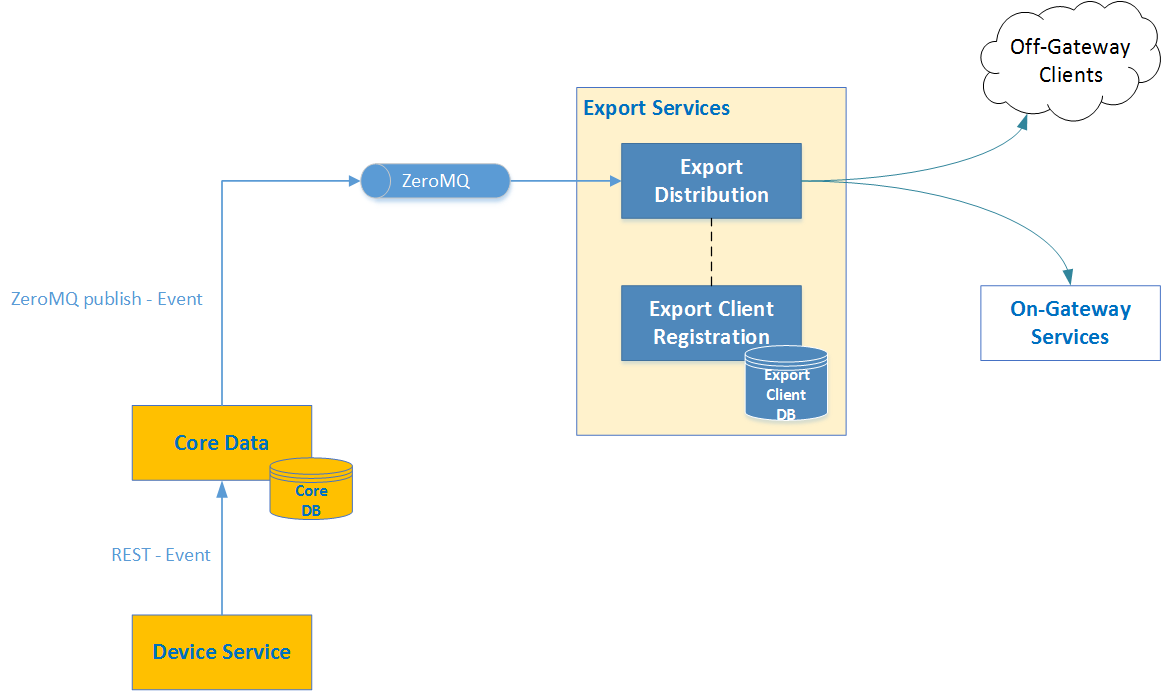 Off-Gateway
Clients
Export Services
Export
Distribution
ZeroMQ
ZeroMQ publish - Event
Export Client
Registration
On-Gateway
Services
Export
Client
DB
Core Data
Core
DB
REST - Event
Device Service